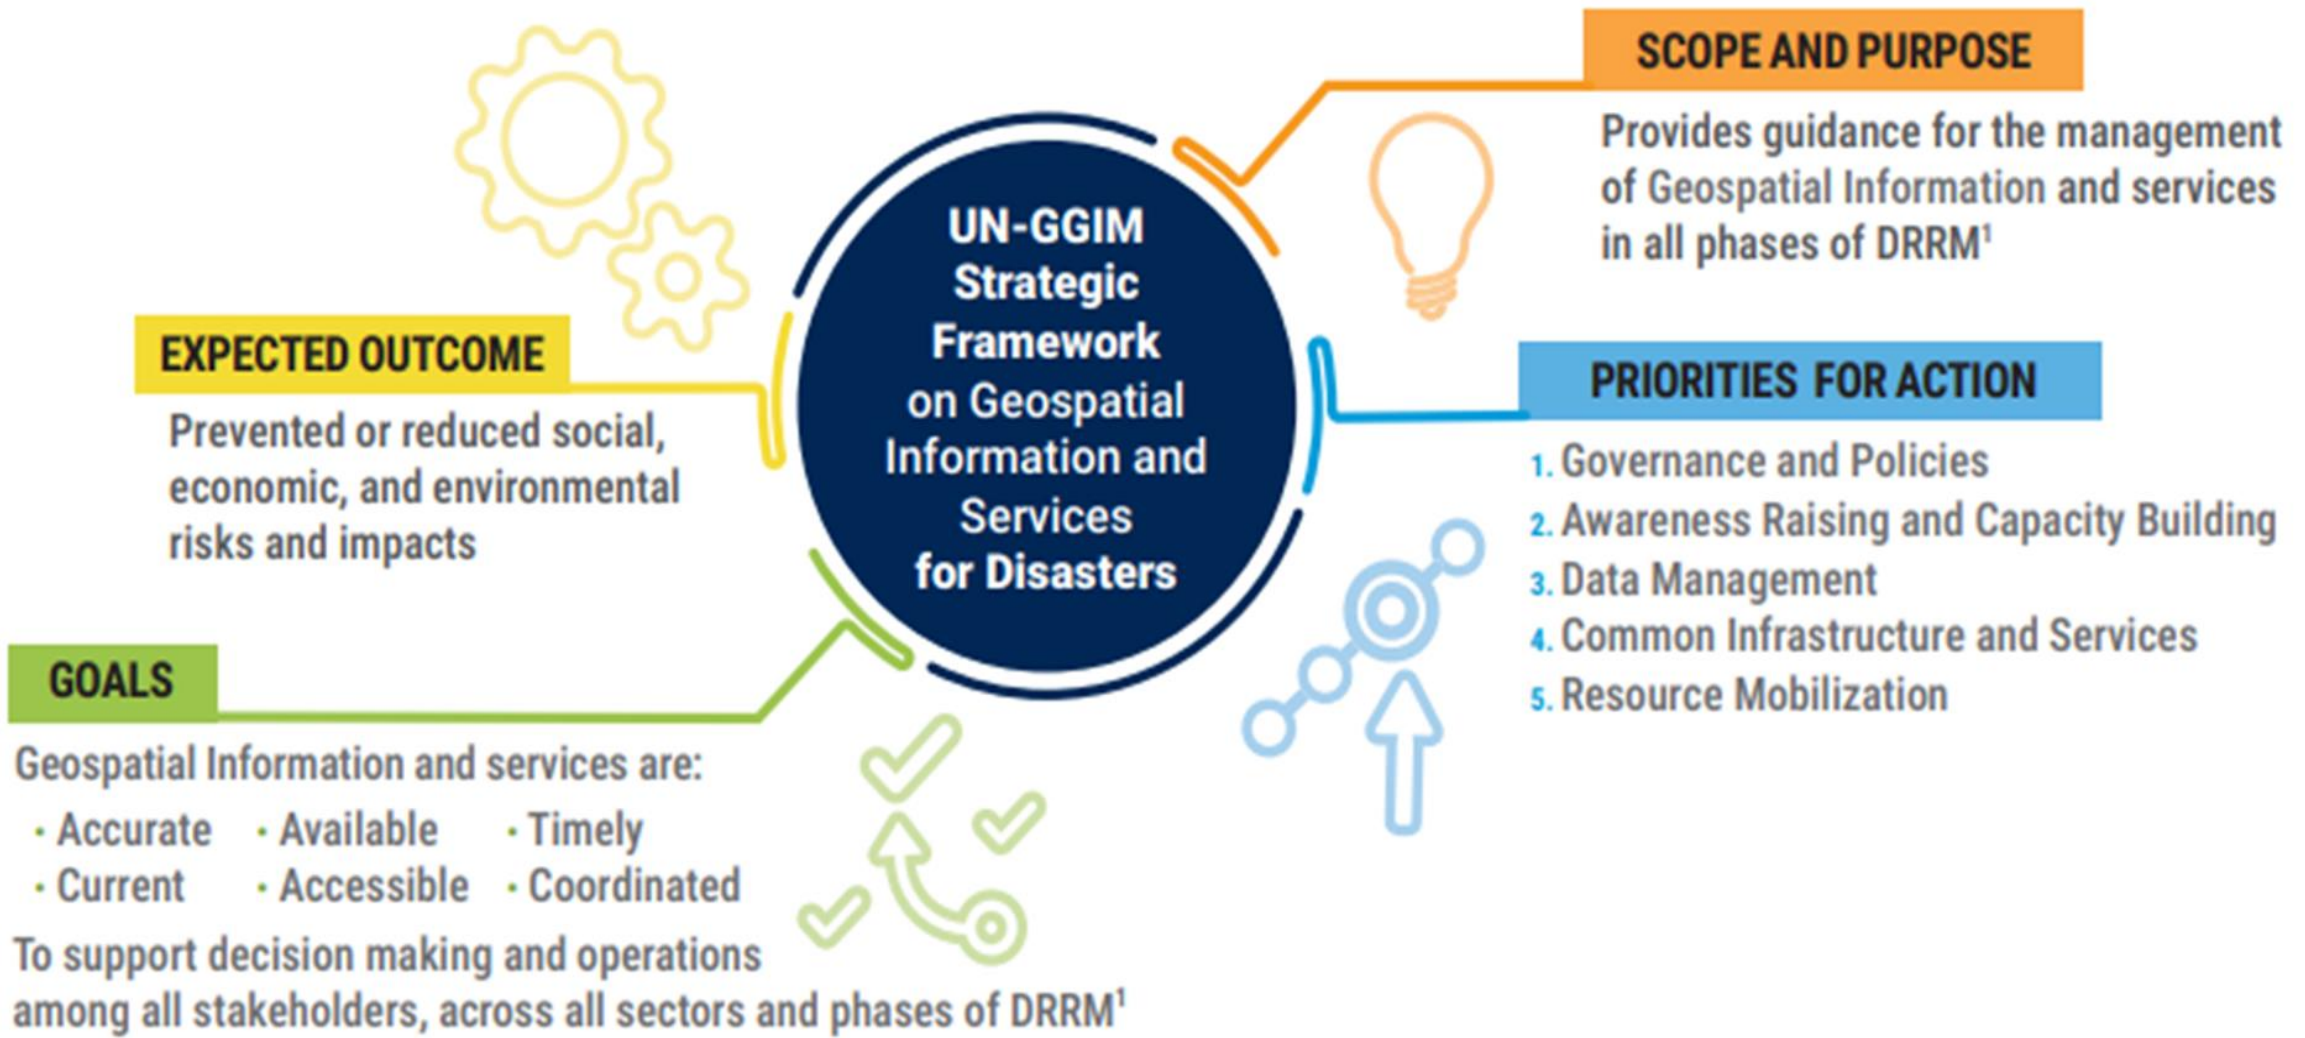 UN-GGIM
Strategic
Framework
on Geospatial
Information and
Services
for Disasters
SCOPE AND PURPOSE
Provides guidance for the management
of Geospatial Information and services
in all phases of DRRM¹
PRIORITIES FOR ACTION
1. Governance and Policies
2. Awareness Raising and Capacity Building
3. Data Management
4. Common Infrastructure and Services
5. Resource Mobilization
EXPECTED OUTCOME
Prevented or reduced social,
economic, and environmental
risks and impacts
GOALS
Geospatial Information and services are:
· Accurate · Available · Timely
· Current · Accessible · Coordinated
To support decision making and operations
among all stakeholders, across all sectors and phases of DRRM¹